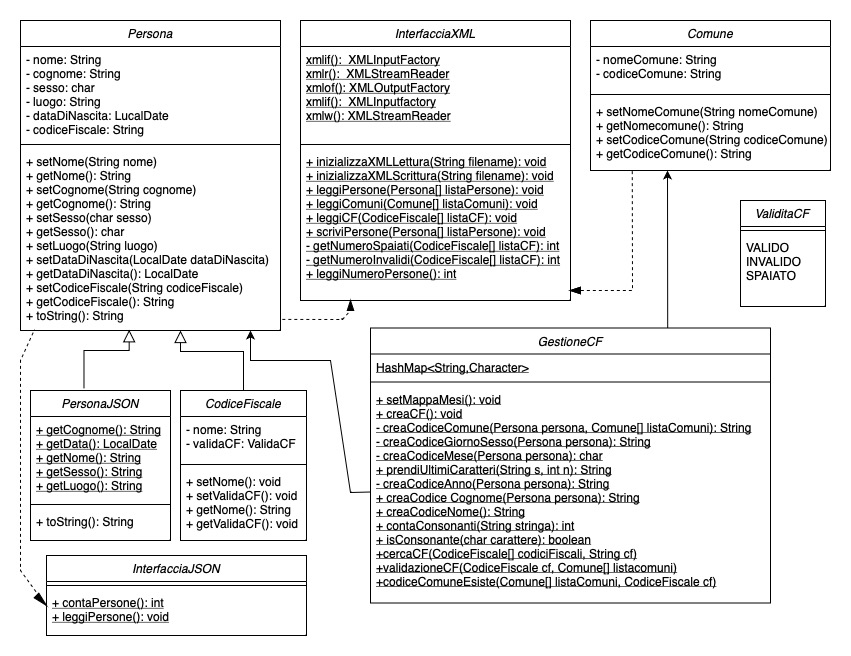 Persona
- nome: String
- cognome: String
- sesso: char
- luogo: String
- dataDiNascita: LucalDate
- codiceFiscale: String
+ setNome(String nome)
+ getNome(): String
+ setCognome(String cognome)
+ getCognome(): String
+ setSesso(char sesso)
+ getSesso(): char
+ setLuogo(String luogo)
+ setDataDiNascita(LocalDate dataDiNascita)
+ getDataDiNascita(): LocalDate
+ setCodiceFiscale(String codiceFiscale)
+ getCodiceFiscale(): String
+ toString(): String
InterfacciaXML
xmlif():  XMLInputFactory
xmlr():  XMLStreamReader
xmlof(): XMLOutputFactory
xmlif(): XMLInputfactory
xmlw(): XMLStreamReader
+ inizializzaXMLLettura(String filename): void
+ inizializzaXMLScrittura(String filename): void
+ leggiPersone(Persona[] listaPersone): void
+ leggiComuni(Comune[] listaComuni): void
+ leggiCF(CodiceFiscale[] listaCF): void
+ scriviPersone(Persona[] listaPersone): void
- getNumeroSpaiati(CodiceFiscale[] listaCF): int
- getNumeroInvalidi(CodiceFiscale[] listaCF): int
+ leggiNumeroPersone(): int
Comune
- nomeComune: String
- codiceComune: String
+ setNomeComune(String nomeComune)
+ getNomecomune(): String
+ setCodiceComune(String codiceComune)
+ getCodiceComune(): String
ValiditaCF
VALIDO
INVALIDO
SPAIATO
GestioneCF
HashMap<String,Character>
+ setMappaMesi(): void
+ creaCF(): void
- creaCodiceComune(Persona persona, Comune[] listaComuni): String
- creaCodiceGiornoSesso(Persona persona): String
- creaCodiceMese(Persona persona): char
+ prendiUltimiCaratteri(String s, int n): String
- creaCodiceAnno(Persona persona): String
+ creaCodice Cognome(Persona persona): String
+ creaCodiceNome(): String
+ contaConsonanti(String stringa): int
+ isConsonante(char carattere): boolean
+cercaCF(CodiceFiscale[] codiciFiscali, String cf)
+validazioneCF(CodiceFiscale cf, Comune[] listacomuni)
+codiceComuneEsiste(Comune[] listaComuni, CodiceFiscale cf)
PersonaJSON
+ getCognome(): String
+ getData(): LocalDate
+ getNome(): String
+ getSesso(): String
+ getLuogo(): String
+ toString(): String
CodiceFiscale
- nome: String
- validaCF: ValidaCF
+ setNome(): void
+ setValidaCF(): void
+ getNome(): String
+ getValidaCF(): void
InterfacciaJSON
+ contaPersone(): int
+ leggiPersone(): void